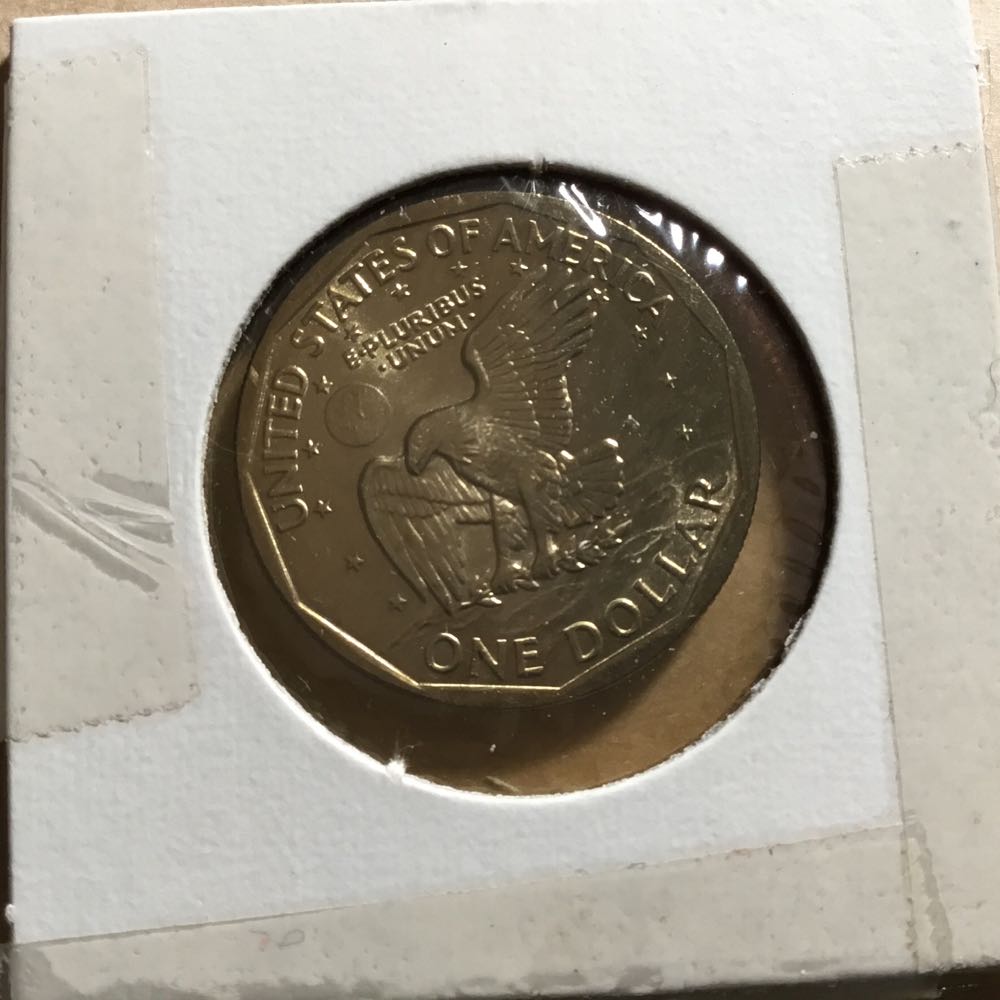 UNITED STATES OF AMERICA
E·PLURIBUS
·UNUM·
ONE DOLLAR